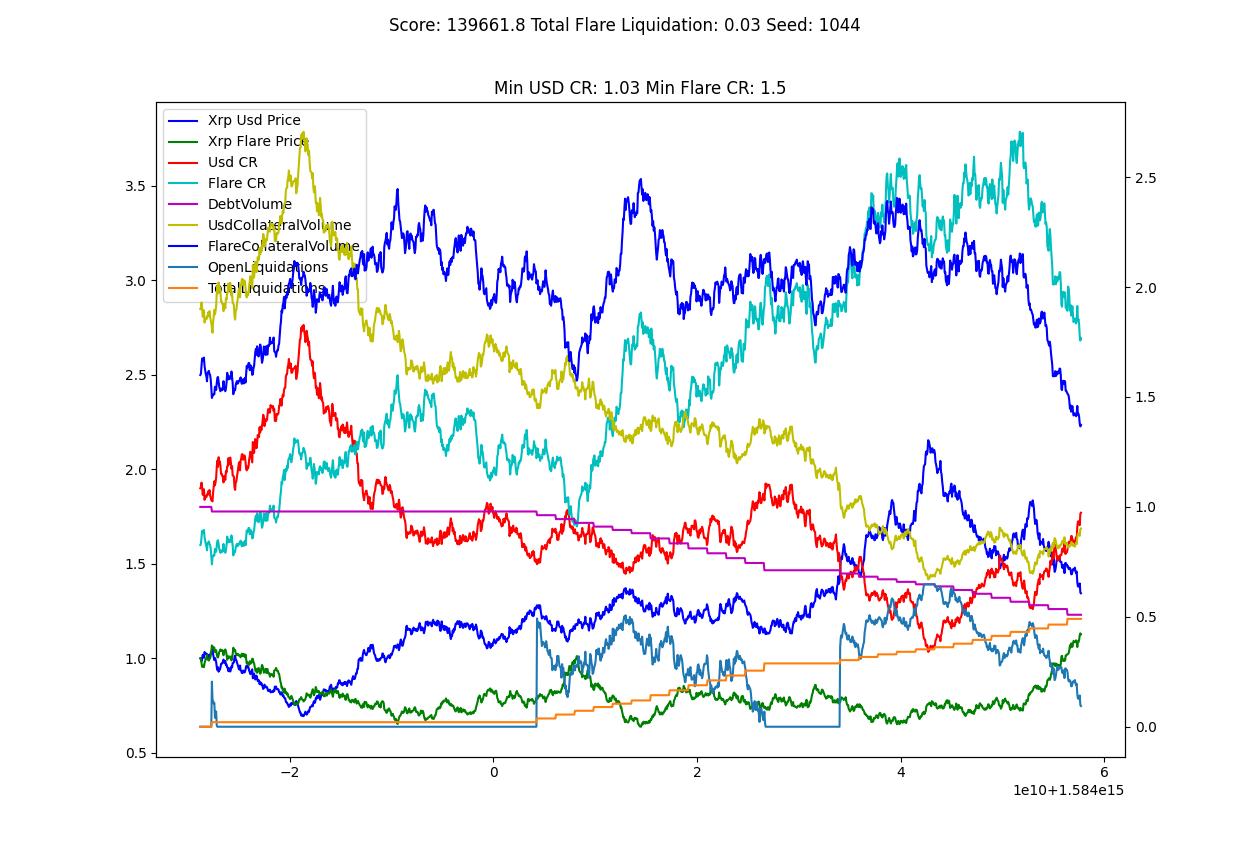 Score: 139661.8 Total Flare Liquidation: 0.03 Seed: 1044
Min USD CR: 1.03 Min Flare CR: 1.5
Xrp Usd Price
Xrp Flare Price
Usd CR
Flare CR
DebtVolume
UsdCollateralVolume
FlareCollateralVolume
OpenLiquidations
TotalLiquidations
3.5
3.0
2.5
2.0
1.5
1.0
0.5
2.5
2.0
1.5
1.0
0.5
0.0
−2 0 2 4 6
1e10+1.584e15